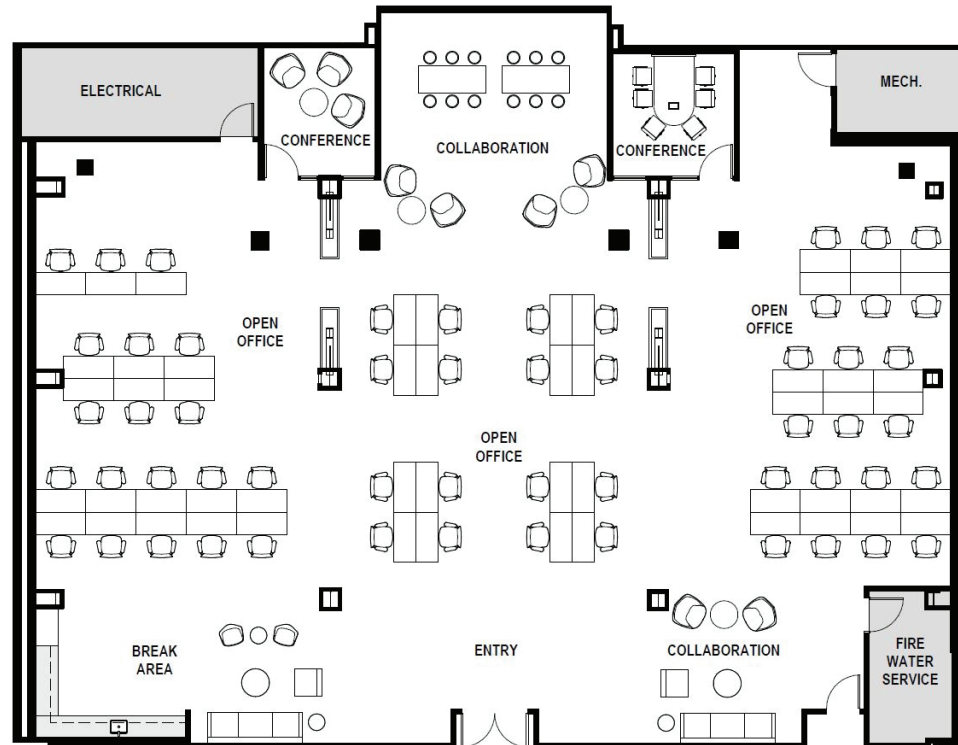 ELECTRICAL
CONFERENCE
COLLABORATION
CONFERENCE
MECH.
OPEN
OFFICE
OPEN
OFFICE
OPEN
OFFICE
BREAK
AREA
ENTRY
COLLABORATION
FIRE
WATER
SERVICE